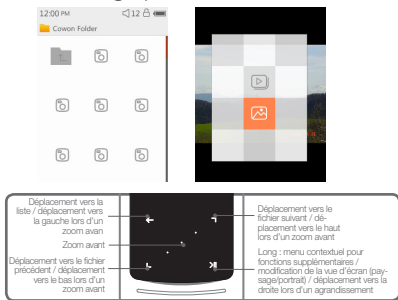 12:00 PM
12
Cowon Folder
Déplacement vers la
liste / déplacement vers
la gauche lors d'un
zoom avan
Zoom avant
Déplacement vers le fichier
précédent / déplacement
vers le bas lors d'un
zoom avant
Déplacement vers le
fichier suivant / dé-
placement vers le haut
lors d'un zoom avant
Long : menu contextuel pour
fonctions supplémentaires /
modification de la vue d'écran (pay-
sage/portrait) / déplacement vers la
droite lors d'un agrandissement